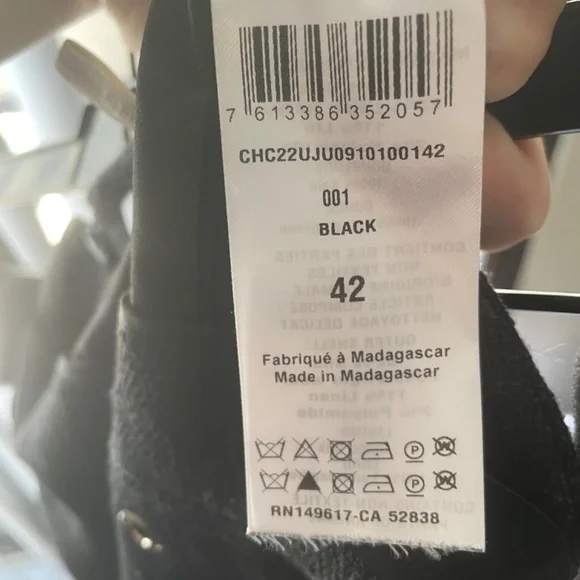 7 613386 352057
CHC22UJU0910100142
001
BLACK
42
Fabriqué à Madagascar
Made in Madagascar
P W
P W
RN149617-CA 52838